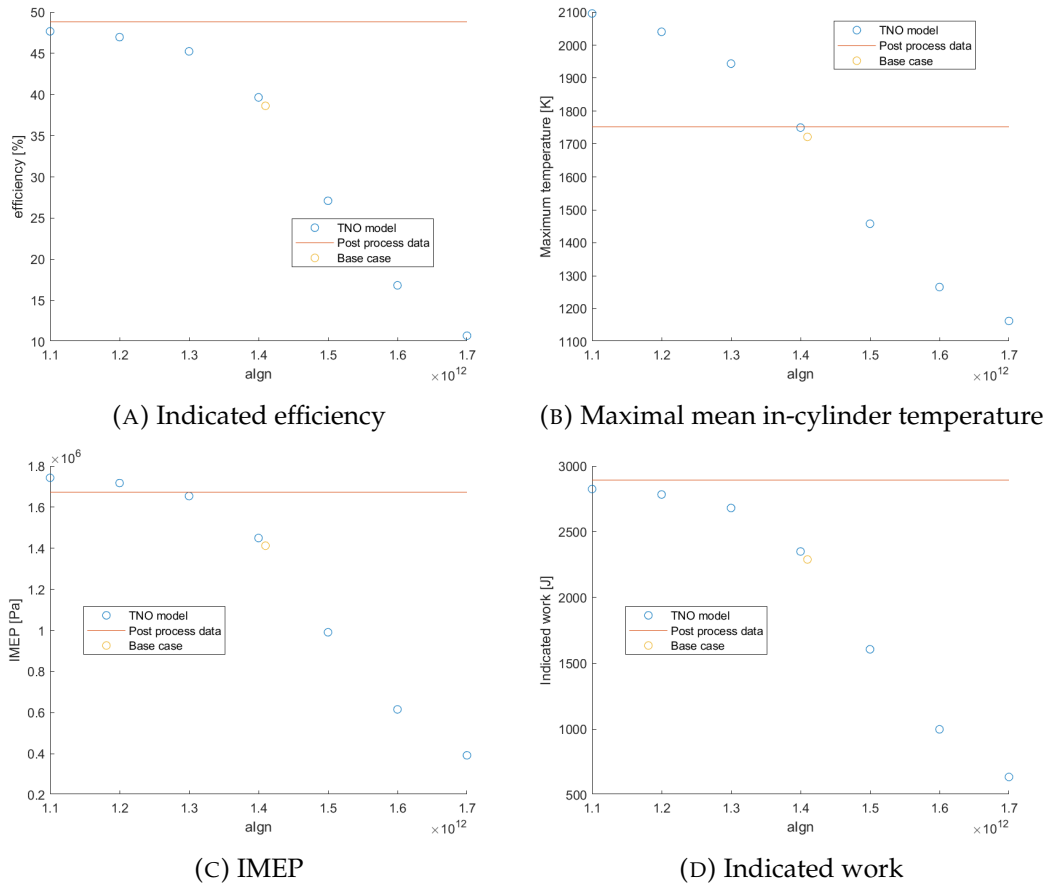 50
45
40
35
30
25
20
15
10
efficiency [%]
1.1 1.2 1.3 1.4 1.5 1.6 1.7
aIgn
×10^12
TNO model
Post process data
Base case
(A) Indicated efficiency
2100
2000
1900
1800
1700
1600
1500
1400
1300
1200
1100
Maximum temperature [K]
1.1 1.2 1.3 1.4 1.5 1.6 1.7
aIgn
×10^12
TNO model
Post process data
Base case
(B) Maximal mean in-cylinder temperature
×10^6
1.8
1.6
1.4
1.2
1
0.8
0.6
0.4
0.2
IMEP [Pa]
1.1 1.2 1.3 1.4 1.5 1.6 1.7
aIgn
×10^12
TNO model
Post process data
Base case
(C) IMEP
3000
2500
2000
1500
1000
500
Indicated work [J]
1.1 1.2 1.3 1.4 1.5 1.6 1.7
aIgn
×10^12
TNO model
Post process data
Base case
(D) Indicated work